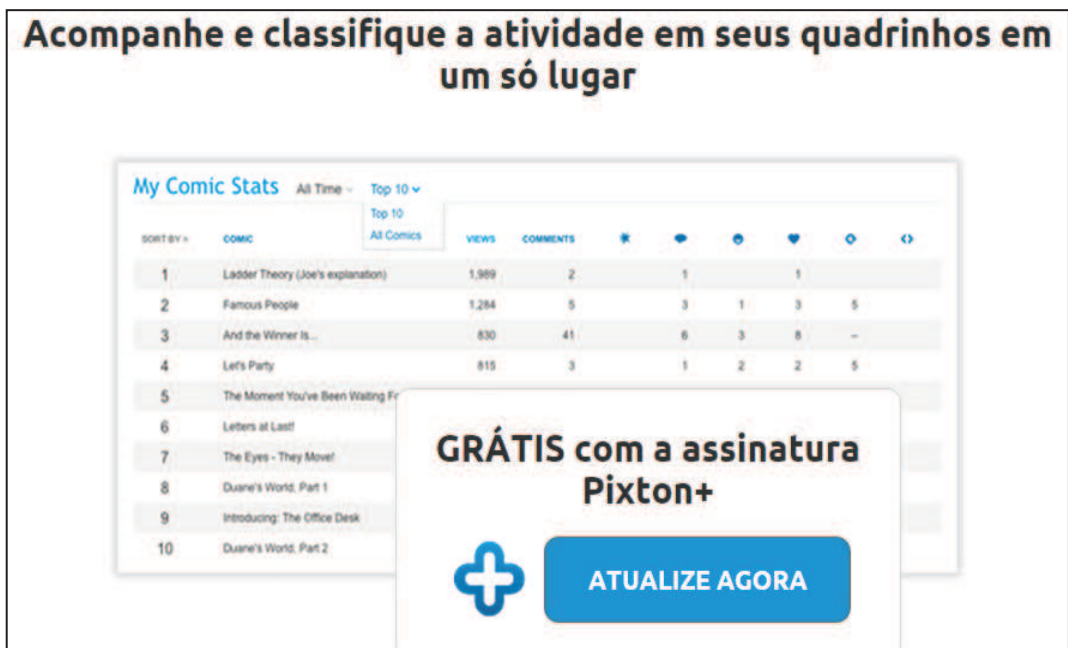 Acompanhe e classifique a atividade em seus quadrinhos em
um só lugar
My Comic Stats All Time Top 10
Top 10
All Comics
SORT BY » COMIC VIEWS COMMENTS
1 Ladder Theory (Joe's explanation) 1,989 2 1 1
2 Famous People 1,284 5 3 1 3 5
3 And the Winner Is... 830 41 6 3 8 –
4 Let's Party 815 3 1 2 2 5
5 The Moment You've Been Waiting
6 Letters at Last!
7 The Eyes - They Move!
8 Duane's World, Part 1
9 Introducing: The Office Desk
10 Duane's World, Part 2
GRÁTIS com a assinatura
Pixton+
ATUALIZE AGORA